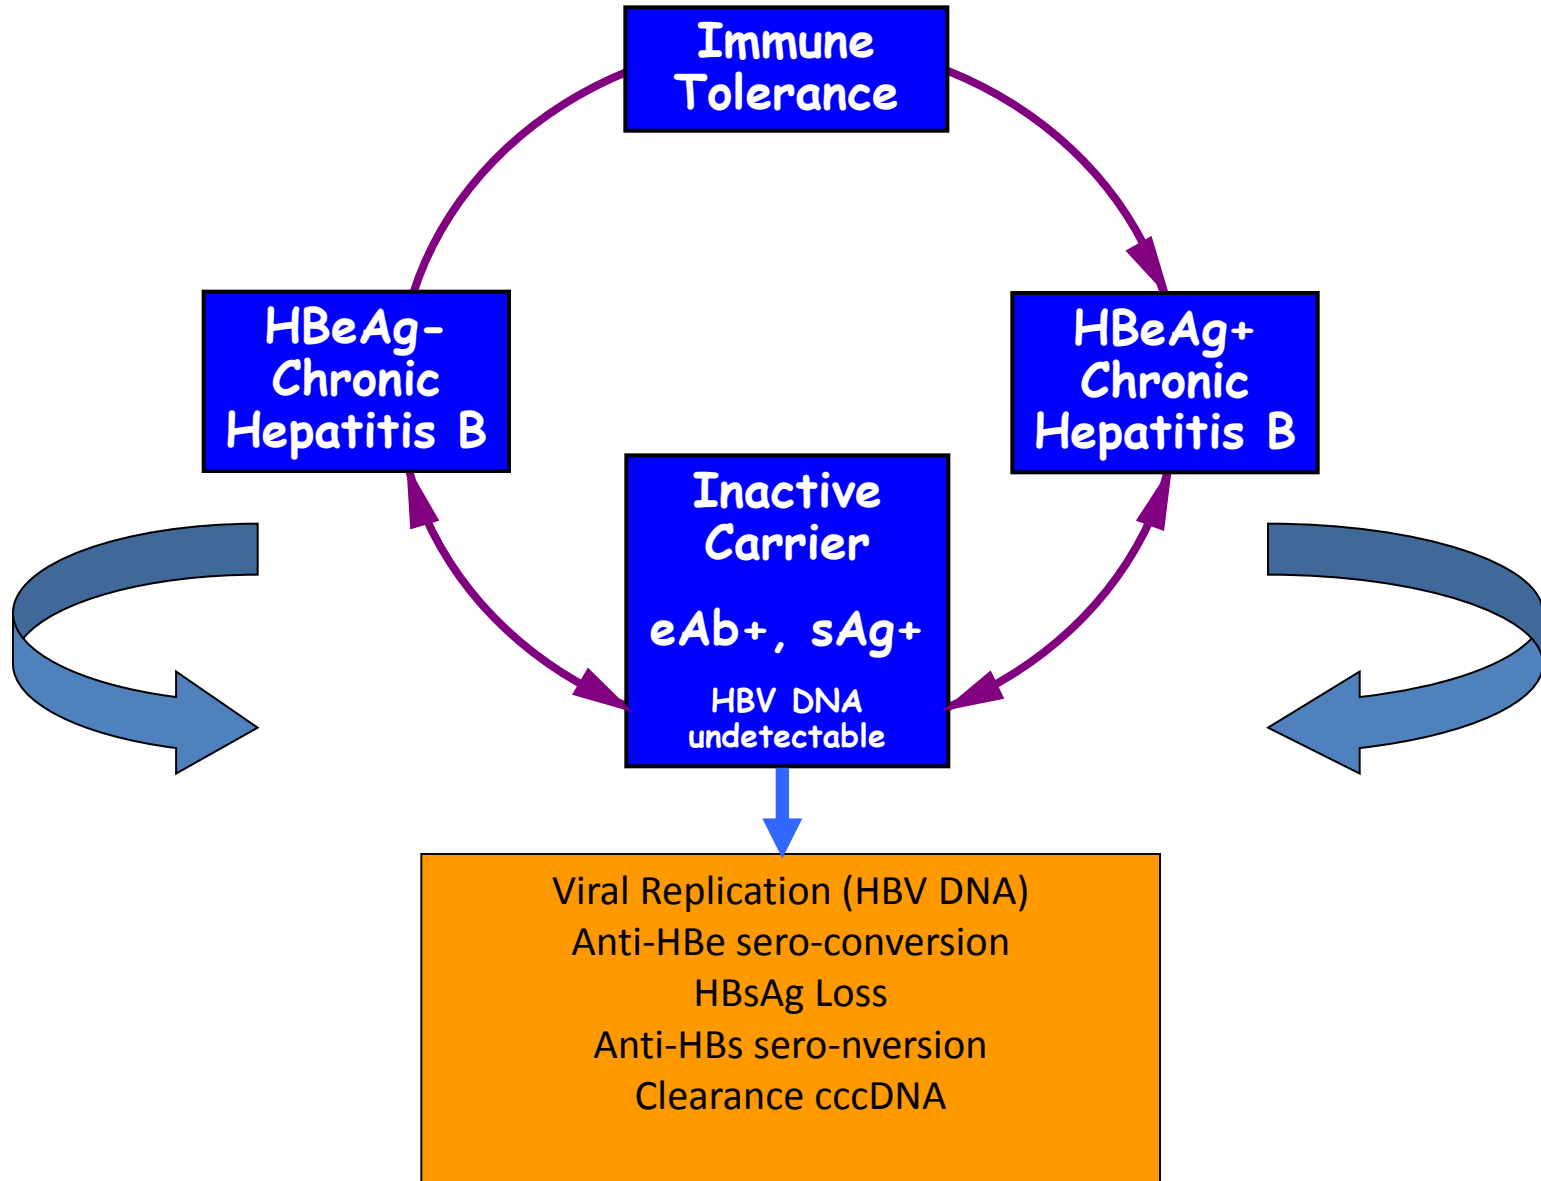 Immune
Tolerance
HBeAg-
Chronic
Hepatitis B
HBeAg+
Chronic
Hepatitis B
Inactive
Carrier
eAb+, sAg+
HBV DNA
undetectable
Viral Replication (HBV DNA)
Anti-HBe sero-conversion
HBsAg Loss
Anti-HBs sero-nversion
Clearance cccDNA